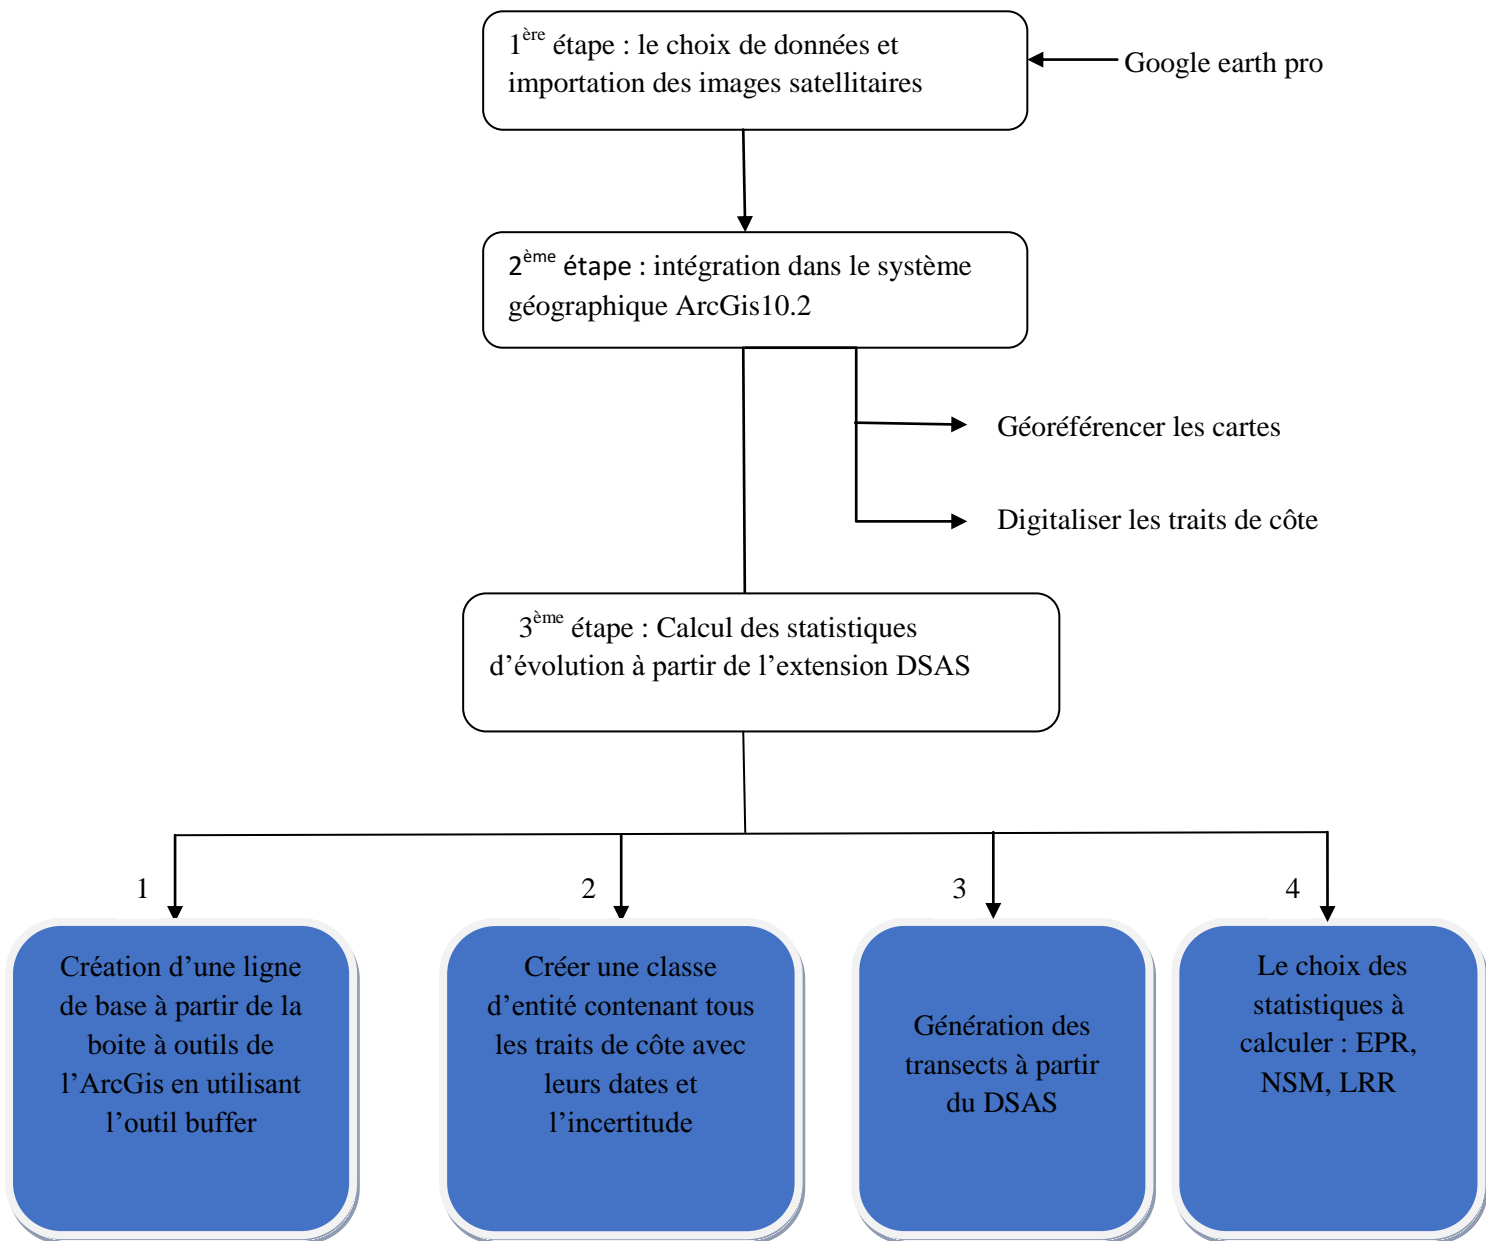 1ère étape : le choix de données et
importation des images satellitaires
Google earth pro
2ème étape : intégration dans le système
géographique ArcGis10.2
Géoréférencer les cartes
Digitaliser les traits de côte
3ème étape : Calcul des statistiques
d’évolution à partir de l’extension DSAS
1
2
3
4
Création d’une ligne
de base à partir de la
boite à outils de
l’ArcGis en utilisant
l’outil buffer
Créer une classe
d’entité contenant tous
les traits de côte avec
leurs dates et
l’incertitude
Génération des
transects à partir
du DSAS
Le choix des
statistiques à
calculer : EPR,
NSM, LRR